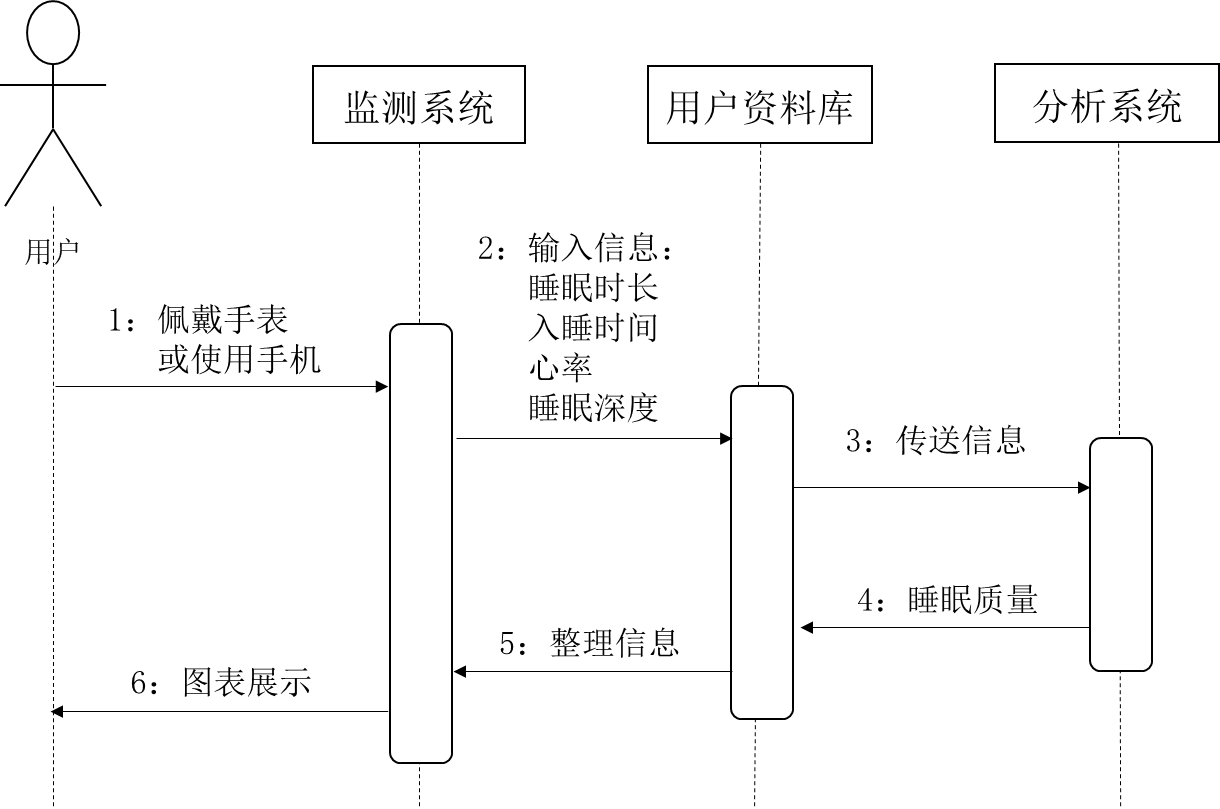 监测系统
用户资料库
分析系统
用户
1：佩戴手表
或使用手机
2：输入信息：
睡眠时长
入睡时间
心率
睡眠深度
3：传送信息
4：睡眠质量
5：整理信息
6：图表展示